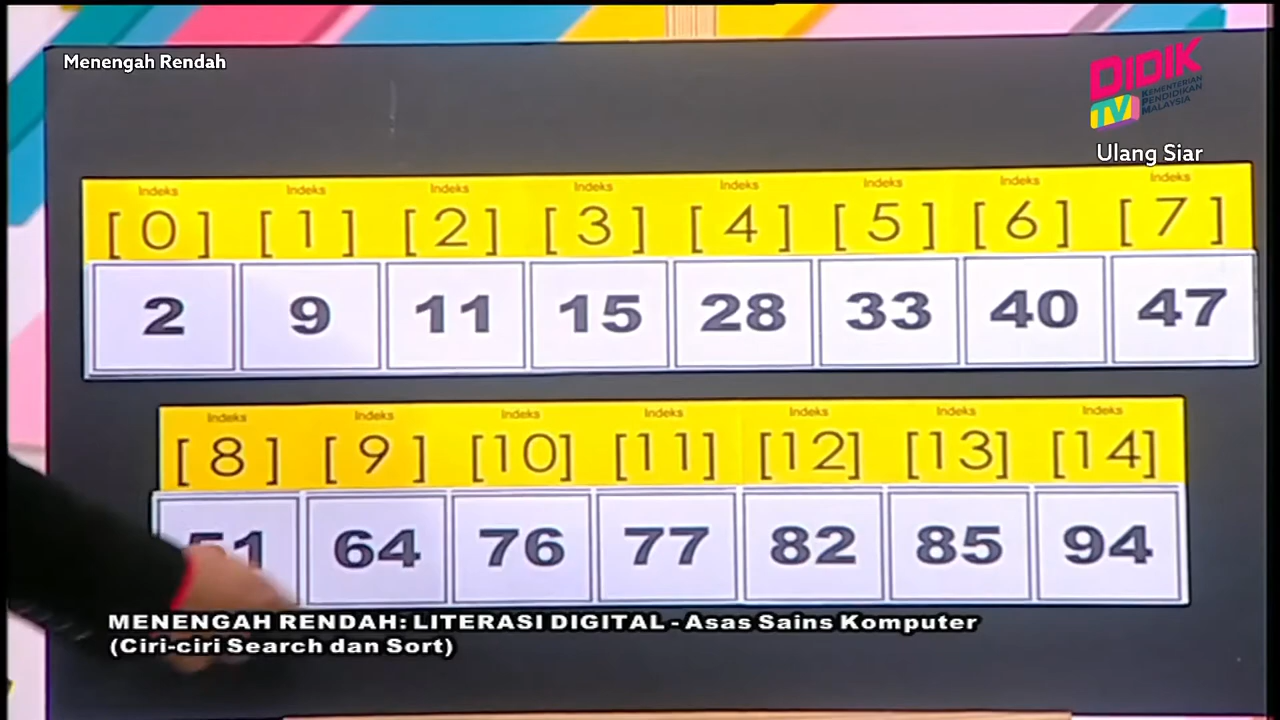 Menengah Rendah
DIDIK
TV KEMENTERIAN
PENDIDIKAN
MALAYSIA
Ulang Siar
Indeks Indeks Indeks Indeks Indeks Indeks Indeks Indeks
[ 0 ] [ 1 ] [ 2 ] [ 3 ] [ 4 ] [ 5 ] [ 6 ] [ 7 ]
2 9 11 15 28 33 40 47
Indeks Indeks Indeks Indeks Indeks Indeks Indeks
[ 8 ] [ 9 ] [10] [11] [12] [13] [14]
51 64 76 77 82 85 94
MENENGAH RENDAH: LITERASI DIGITAL - Asas Sains Komputer
(Ciri-ciri Search dan Sort)